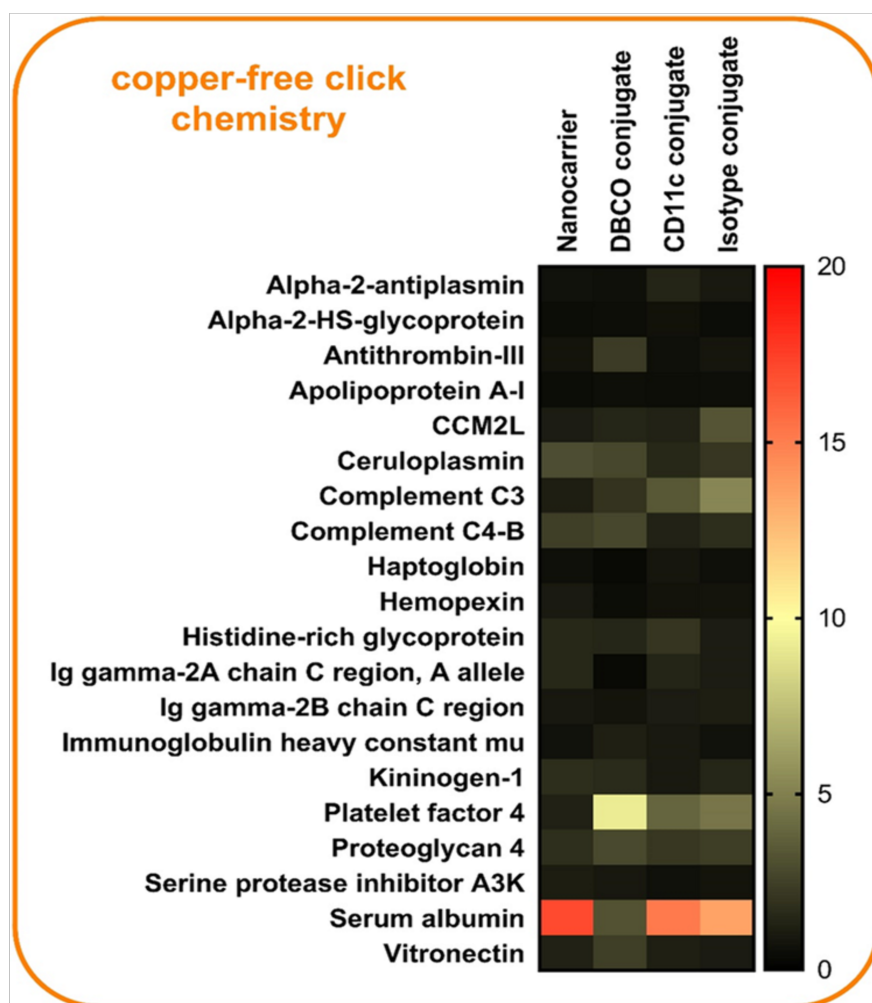 copper-free click
chemistry
Nanocarrier
DBCO conjugate
CD11c conjugate
Isotype conjugate
Alpha-2-antiplasmin
Alpha-2-HS-glycoprotein
Antithrombin-III
Apolipoprotein A-I
CCM2L
Ceruloplasmin
Complement C3
Complement C4-B
Haptoglobin
Hemopexin
Histidine-rich glycoprotein
Ig gamma-2A chain C region, A allele
Ig gamma-2B chain C region
Immunoglobulin heavy constant mu
Kininogen-1
Platelet factor 4
Proteoglycan 4
Serine protease inhibitor A3K
Serum albumin
Vitronectin
20
15
10
5
0